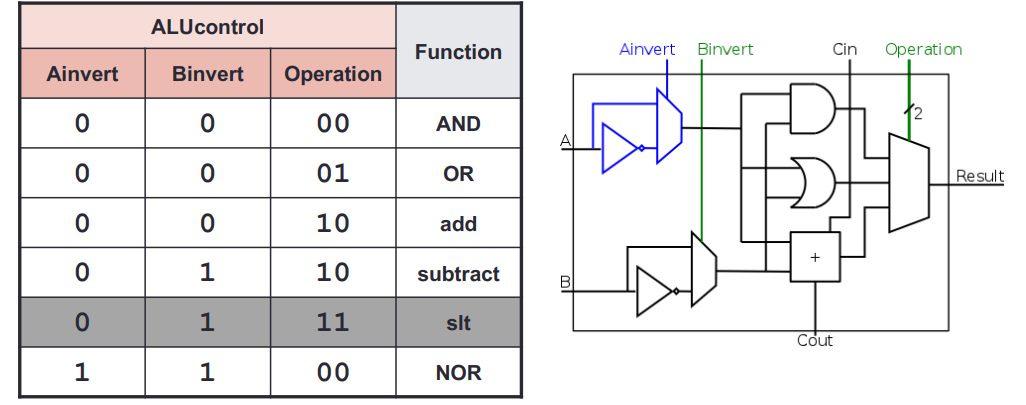 ALUcontrol Function
Ainvert Binvert Operation
0 0 00 AND
0 0 01 OR
0 0 10 add
0 1 10 subtract
0 1 11 slt
1 1 00 NOR
Ainvert Binvert Cin Operation
2
A
Result
+
B
Cout